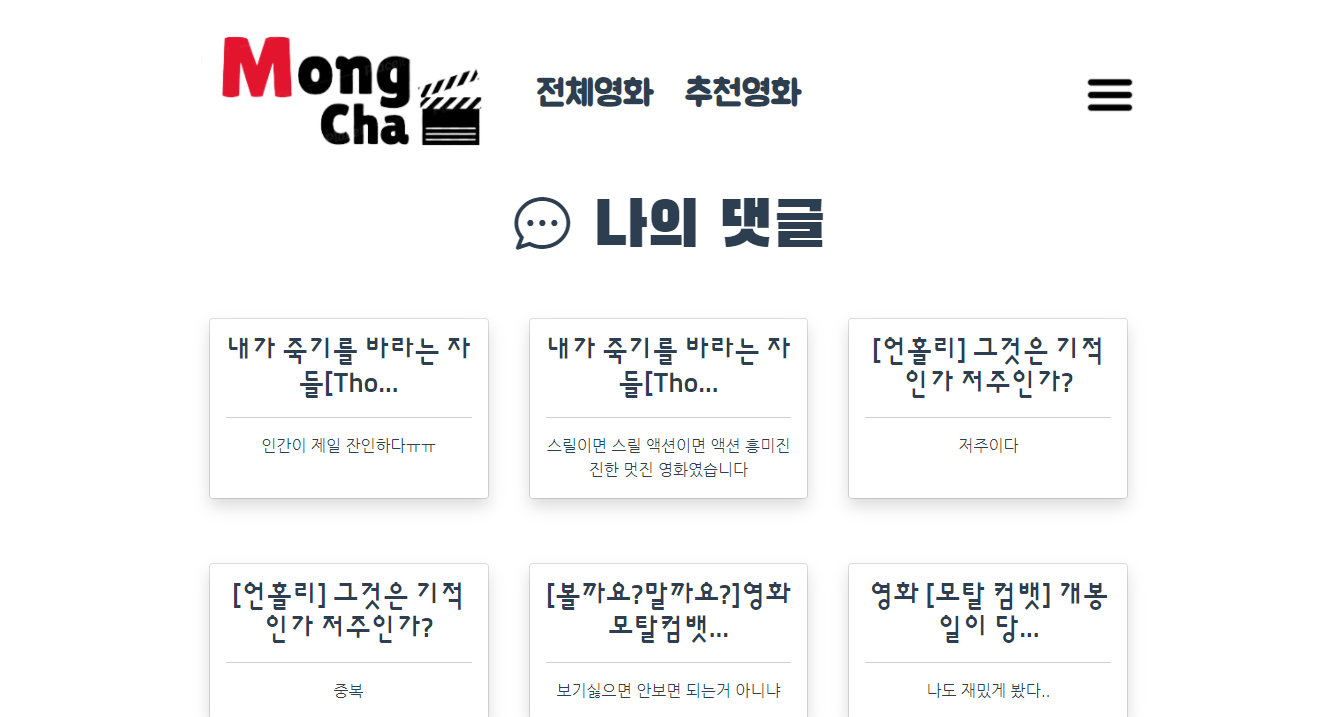 Mong
Cha
전체영화 추천영화
나의 댓글
내가 죽기를 바라는 자
들[Tho...
인간이 제일 잔인하다ㅠㅠ
내가 죽기를 바라는 자
들[Tho...
스릴이면 스릴 액션이면 액션 흥미진
진한 멋진 영화였습니다
[언홀리] 그것은 기적
인가 저주인가?
저주이다
[언홀리] 그것은 기적
인가 저주인가?
중복
[볼까요?말까요?]영화
모탈컴뱃...
보기싫으면 안보면 되는거 아니냐
영화 [모탈 컴뱃] 개봉
일이 당...
나도 재밌게 봤다..